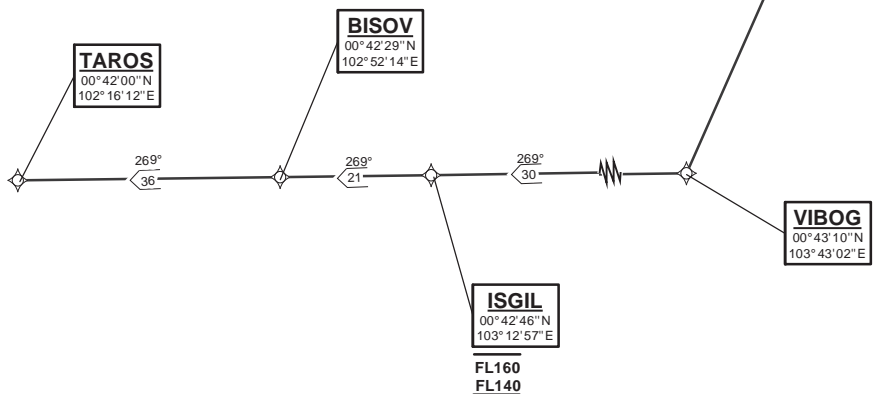 BISOV
00°42'29"N
102°52'14"E
TAROS
00°42'00"N
102°16'12"E
269°
36
269°
21
269°
30
VIBOG
00°43'10"N
103°43'02"E
ISGIL
00°42'46"N
103°12'57"E
FL160
FL140